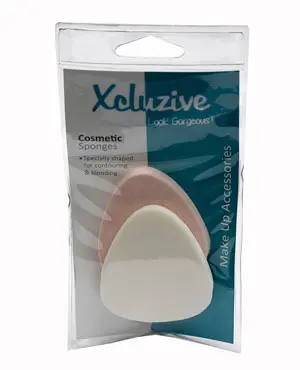 Xcluzive
Look Gorgeous!
Cosmetic
Sponges
• Specially shaped
for contouring
& blending
Make Up Accessories